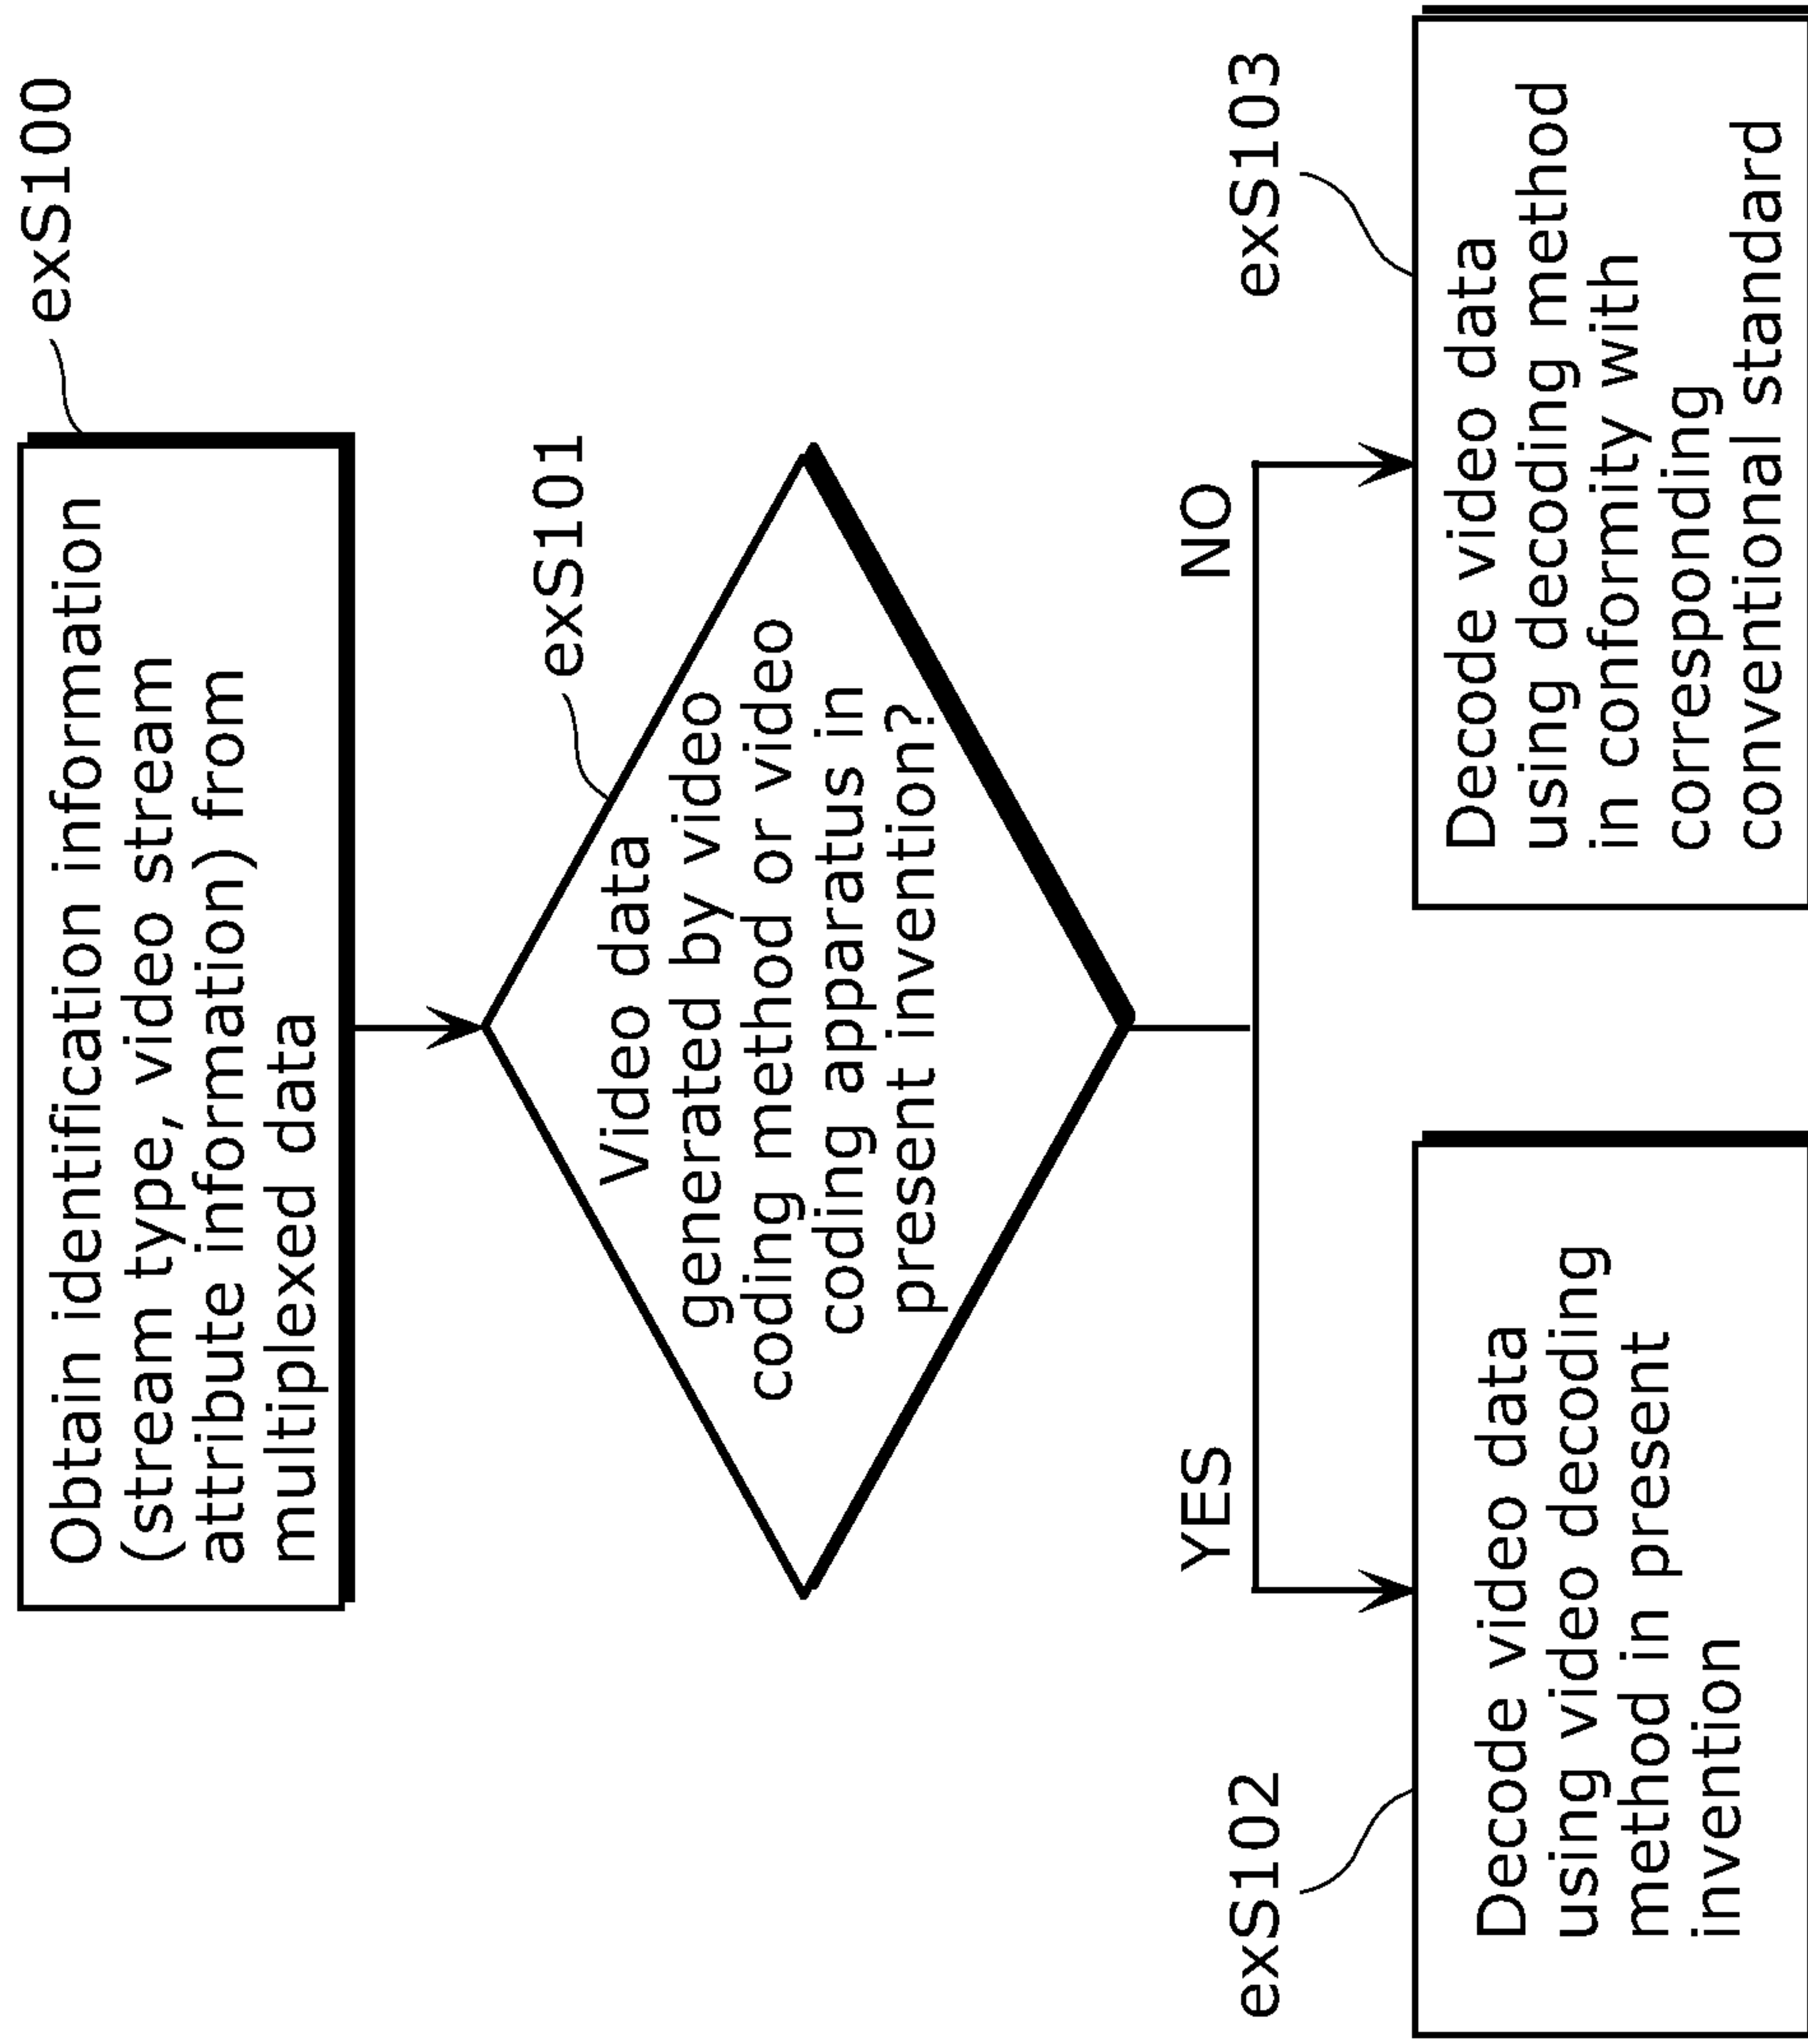 exS100
Obtain identification information
(stream type, video stream
attribute information) from
multiplexed data
exS101
Video data
generated by video
coding method or video
coding apparatus in
present invention?
YES
NO
exS102
Decode video data
using video decoding
method in present
invention
exS103
Decode video data
using decoding method
in conformity with
corresponding
conventional standard